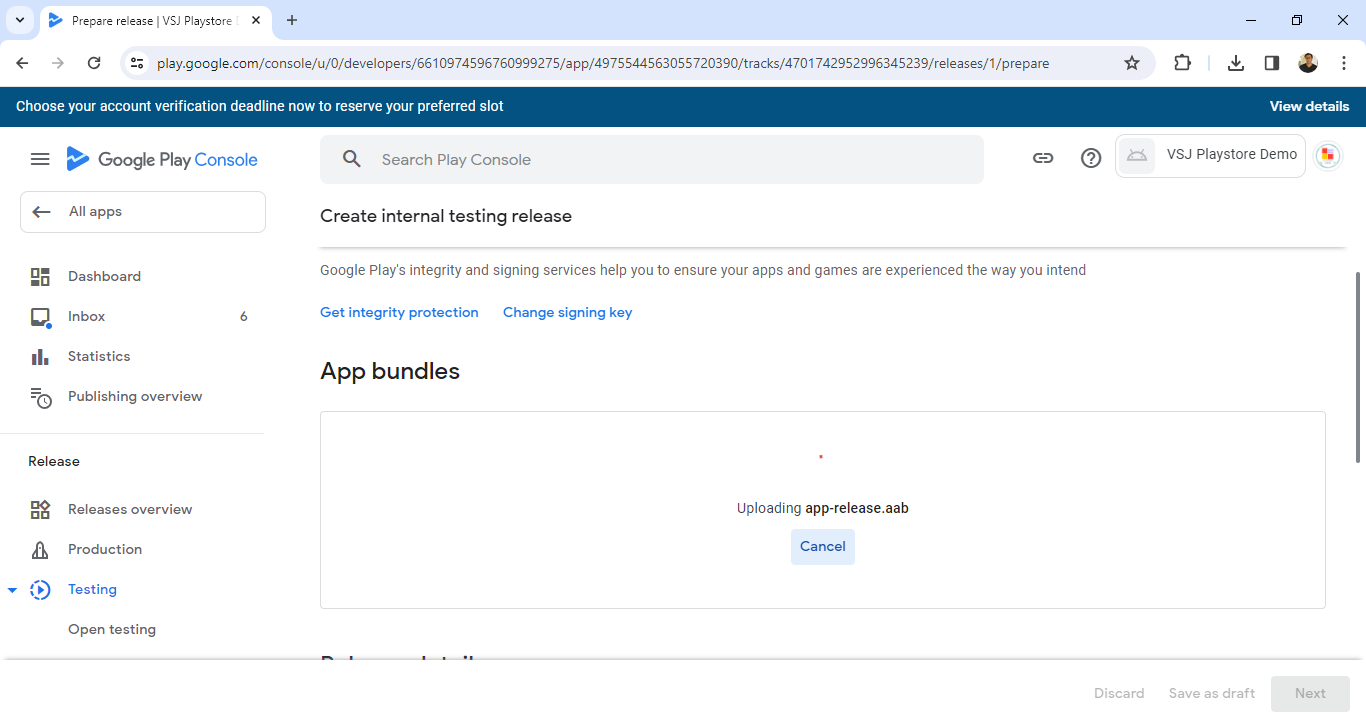 Prepare release | VSJ Playstore D
play.google.com/console/u/0/developers/6610974596760999275/app/4975544563055720390/tracks/4701742952996345239/releases/1/prepare
Choose your account verification deadline now to reserve your preferred slot
View details
Google Play Console
Search Play Console
VSJ Playstore Demo
All apps
Create internal testing release
Google Play's integrity and signing services help you to ensure your apps and games are experienced the way you intend
Dashboard
Get integrity protection
Change signing key
Inbox
6
Statistics
App bundles
Publishing overview
Release
Releases overview
Uploading app-release.aab
Production
Cancel
Testing
Open testing
Discard
Save as draft
Next